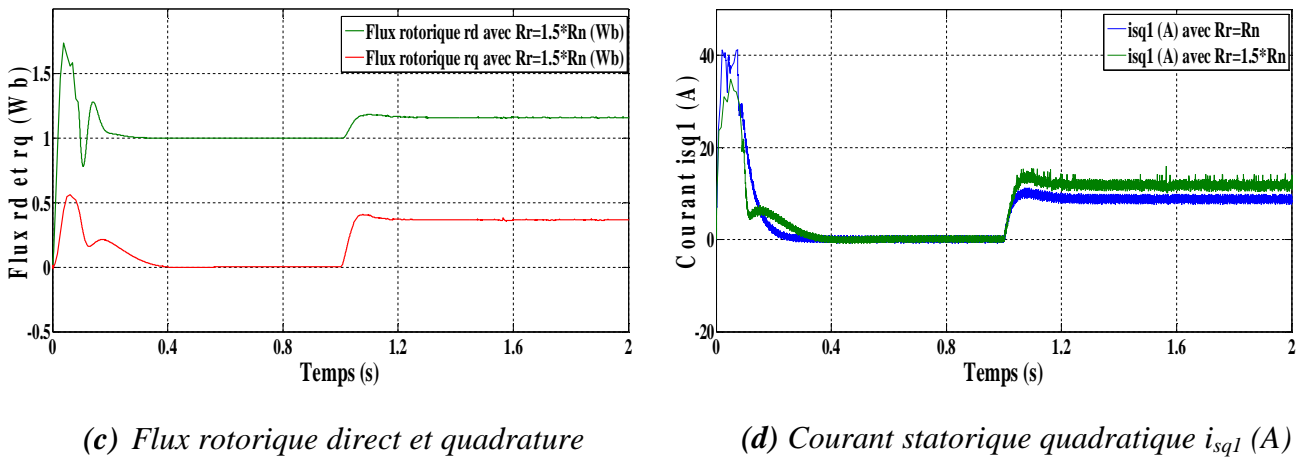 Flux rd et rq (Wb)
1.5
1
0.5
0
-0.5
Flux rotorique rd avec Rr=1.5*Rn (Wb)
Flux rotorique rq avec Rr=1.5*Rn (Wb)
0 0.4 0.8 1.2 1.6 2
Temps (s)
(c) Flux rotorique direct et quadrature
Courant isq1 (A)
40
20
0
-20
isq1 (A) avec Rr=Rn
isq1 (A) avec Rr=1.5*Rn
0 0.4 0.8 1.2 1.6 2
Temps (s)
(d) Courant statorique quadratique isq1 (A)